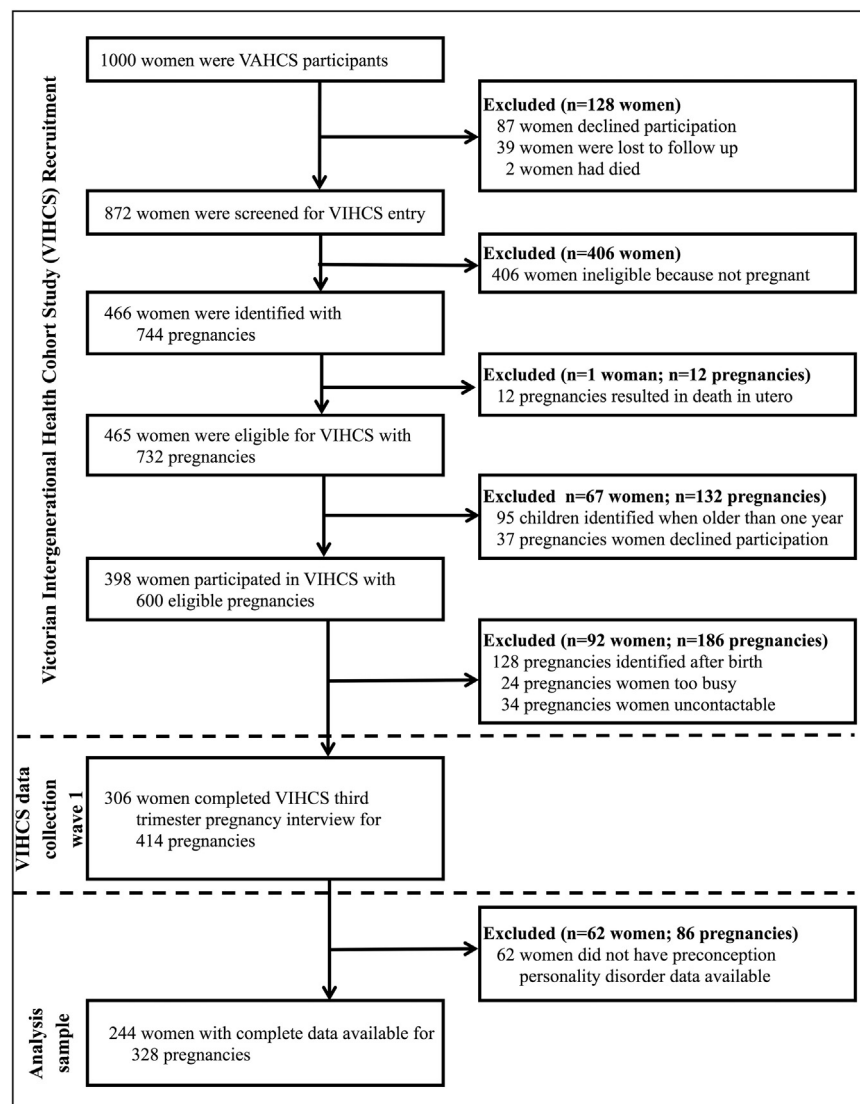 Victorian Intergenerational Health Cohort Study (VIHCS) Recruitment
1000 women were VAHCS participants
Excluded (n=128 women)
87 women declined participation
39 women were lost to follow up
2 women had died
872 women were screened for VIHCS entry
Excluded (n=406 women)
406 women ineligible because not pregnant
466 women were identified with
744 pregnancies
Excluded (n=1 woman; n=12 pregnancies)
12 pregnancies resulted in death in utero
465 women were eligible for VIHCS with
732 pregnancies
Excluded n=67 women; n=132 pregnancies)
95 children identified when older than one year
37 pregnancies women declined participation
398 women participated in VIHCS with
600 eligible pregnancies
Excluded (n=92 women; n=186 pregnancies)
128 pregnancies identified after birth
24 pregnancies women too busy
34 pregnancies women uncontactable
VIHCS data
collection
wave 1
306 women completed VIHCS third
trimester pregnancy interview for
414 pregnancies
Analysis
sample
Excluded (n=62 women; 86 pregnancies)
62 women did not have preconception
personality disorder data available
244 women with complete data available for
328 pregnancies